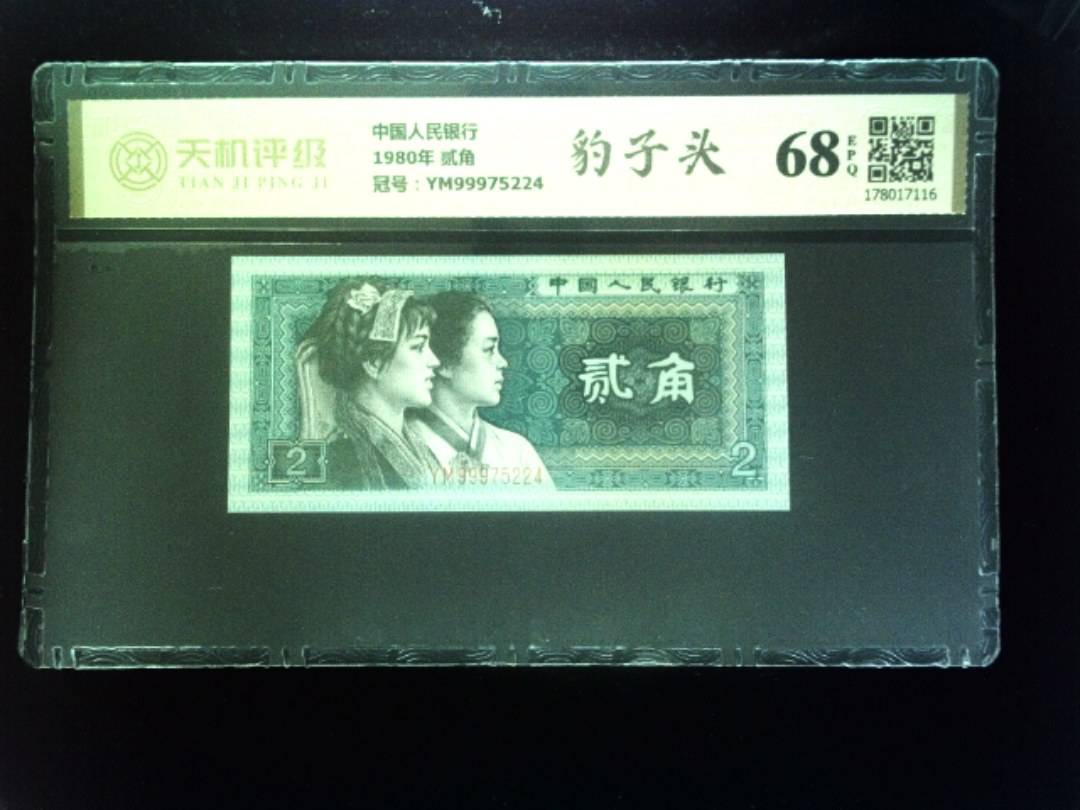 天机评级
TIAN JI PING JI
中国人民银行
1980年 贰角
冠号：YM99975224
豹子头
68
EPQ
178017116
中国人民银行
贰角
2
YM99975224
2